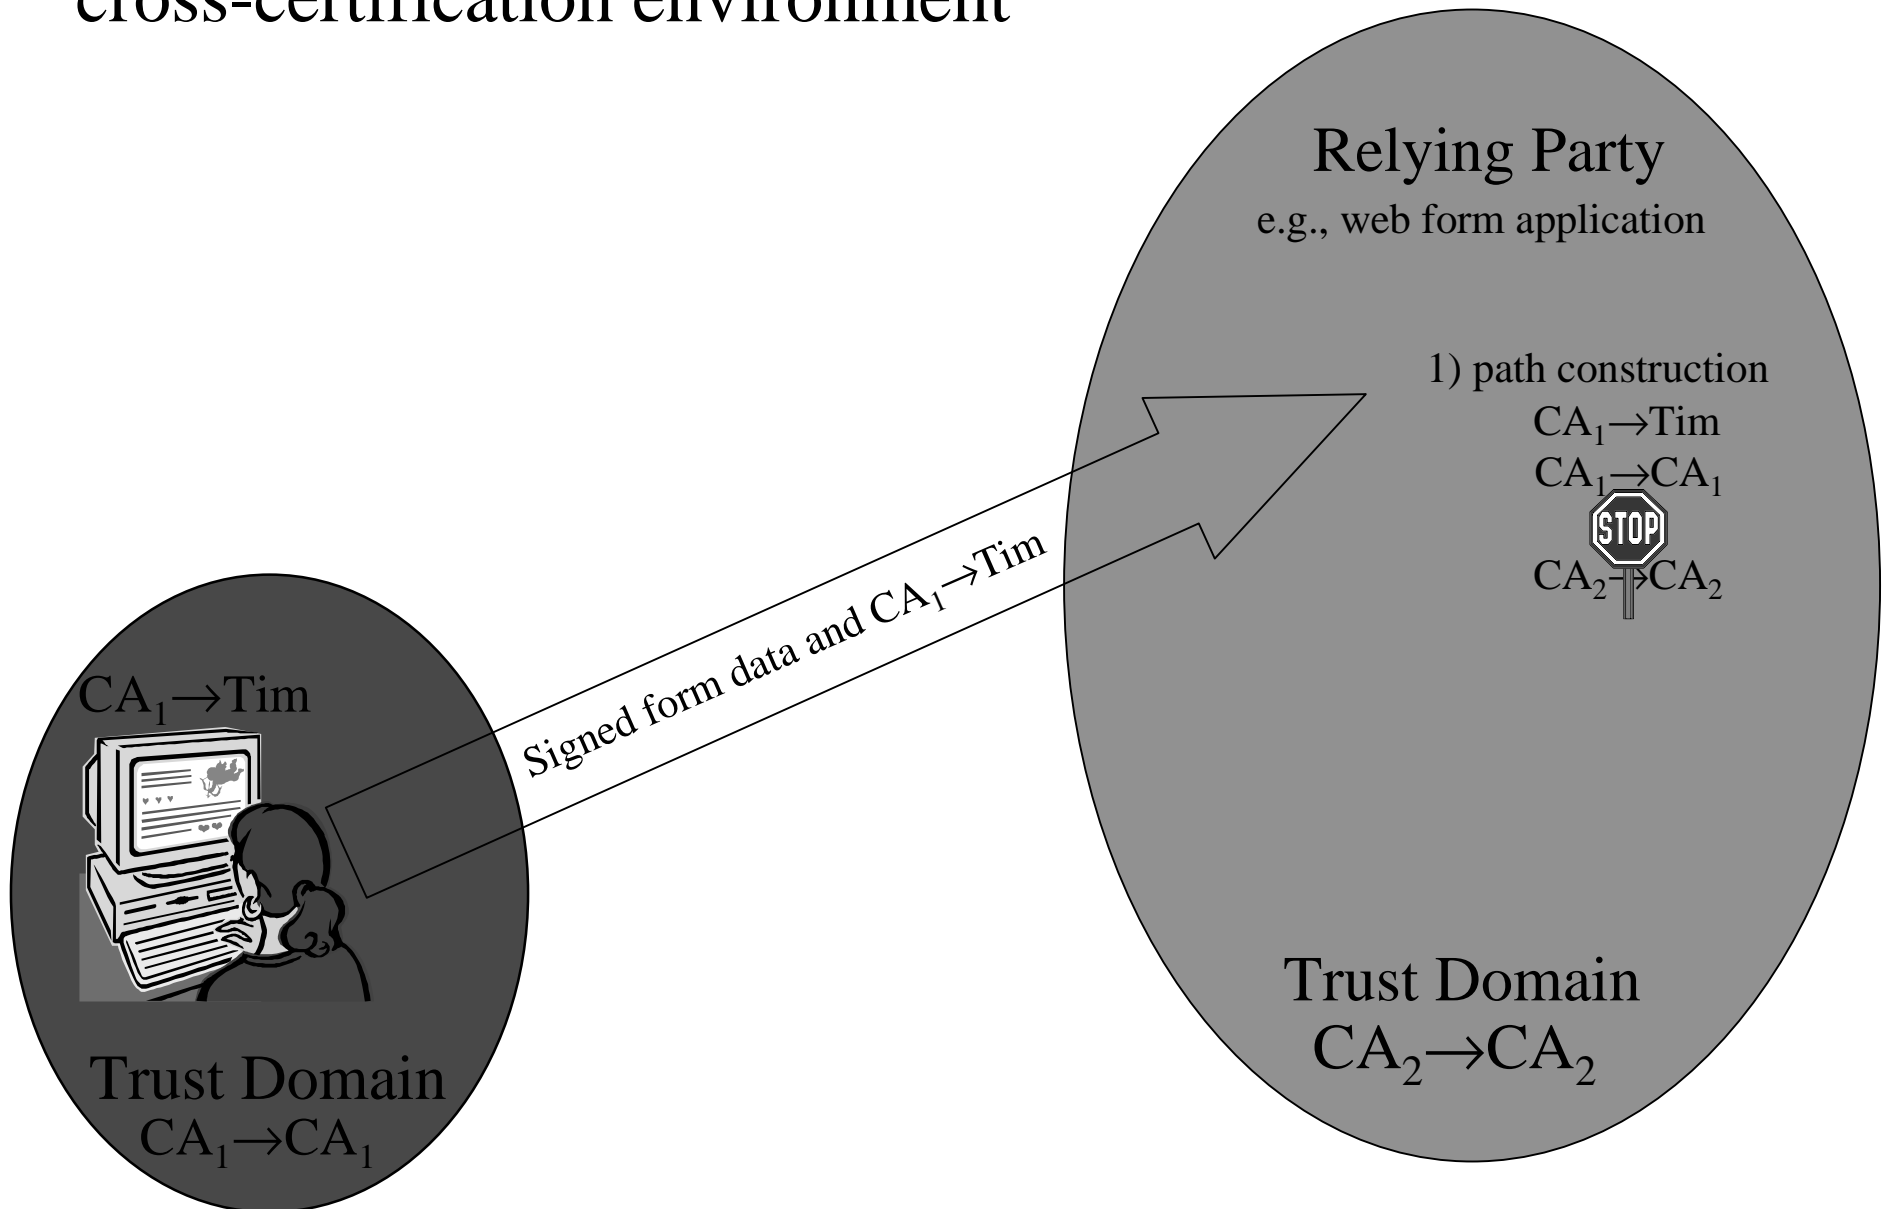 cross-certification environment
Relying Party
e.g., web form application
1) path construction
CA₁→Tim
CA₁→CA₁
STOP
CA₂→CA₂
Signed form data and CA₁→Tim
CA₁→Tim
Trust Domain
CA₂→CA₂
Trust Domain
CA₁→CA₁